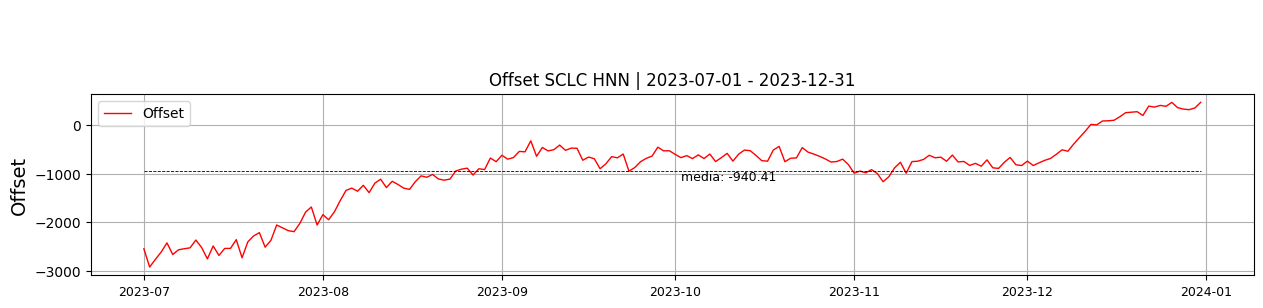 Offset SCLC HNN | 2023-07-01 - 2023-12-31
Offset
Offset
0
−1000
−2000
−3000
media: -940.41
2023-07
2023-08
2023-09
2023-10
2023-11
2023-12
2024-01